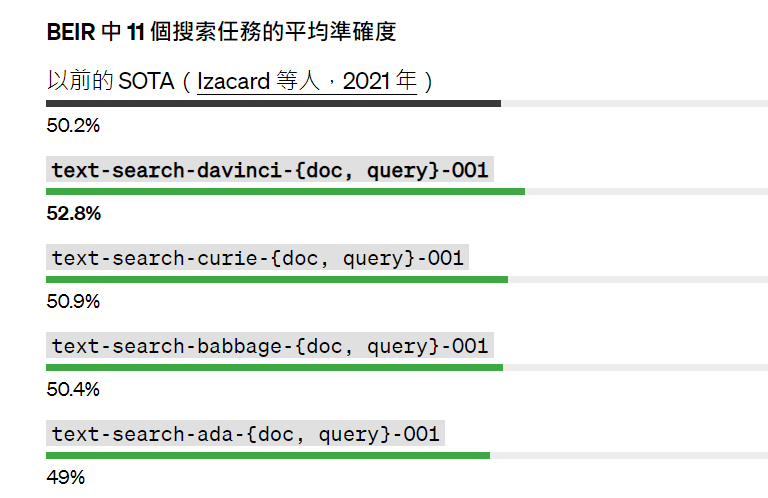 BEIR 中 11 個搜索任務的平均準確度
以前的 SOTA（Izacard 等人，2021 年）
50.2%
text-search-davinci-{doc, query}-001
52.8%
text-search-curie-{doc, query}-001
50.9%
text-search-babbage-{doc, query}-001
50.4%
text-search-ada-{doc, query}-001
49%